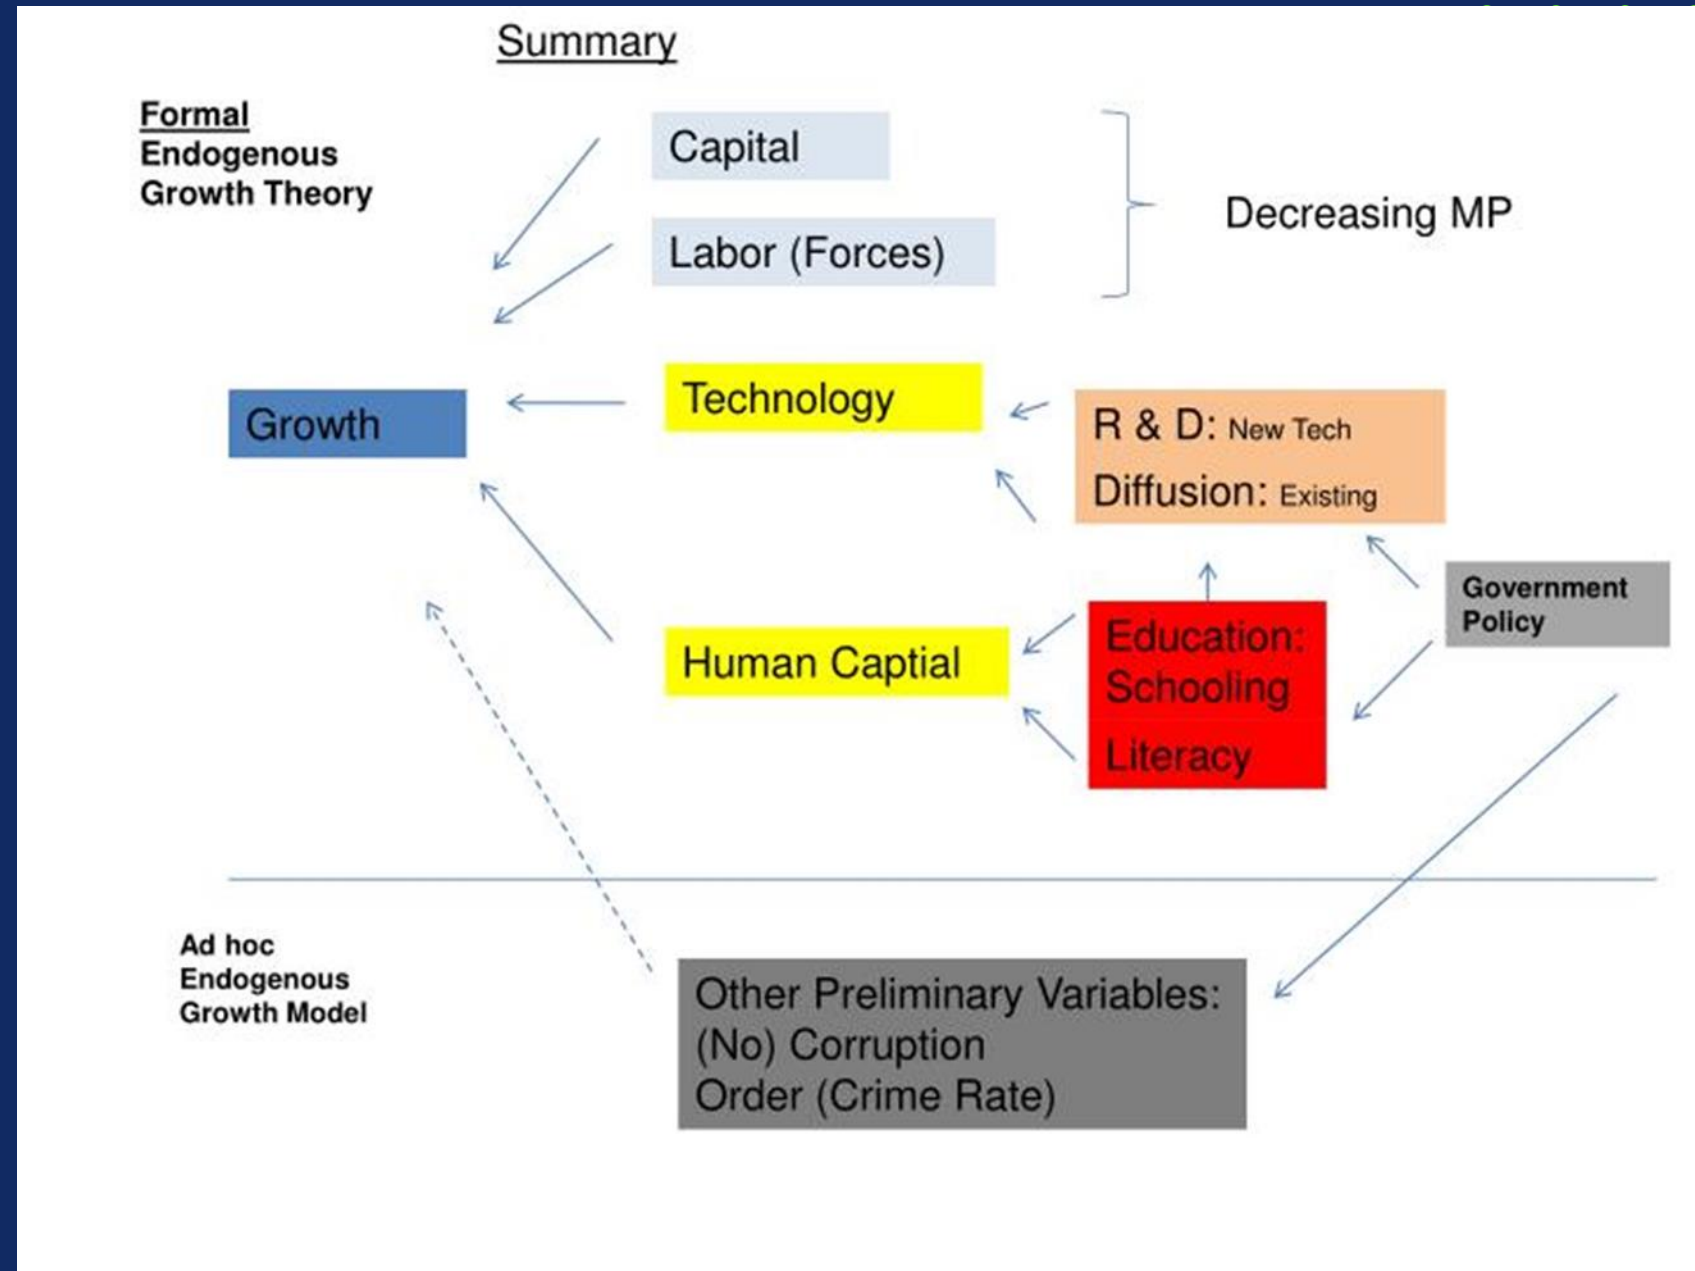 Summary
Formal
Endogenous
Growth Theory
Capital
Labor (Forces)
Decreasing MP
Technology
Growth
R & D: New Tech
Diffusion: Existing
Government
Policy
Education:
Schooling
Literacy
Human Captial
Ad hoc
Endogenous
Growth Model
Other Preliminary Variables:
(No) Corruption
Order (Crime Rate)